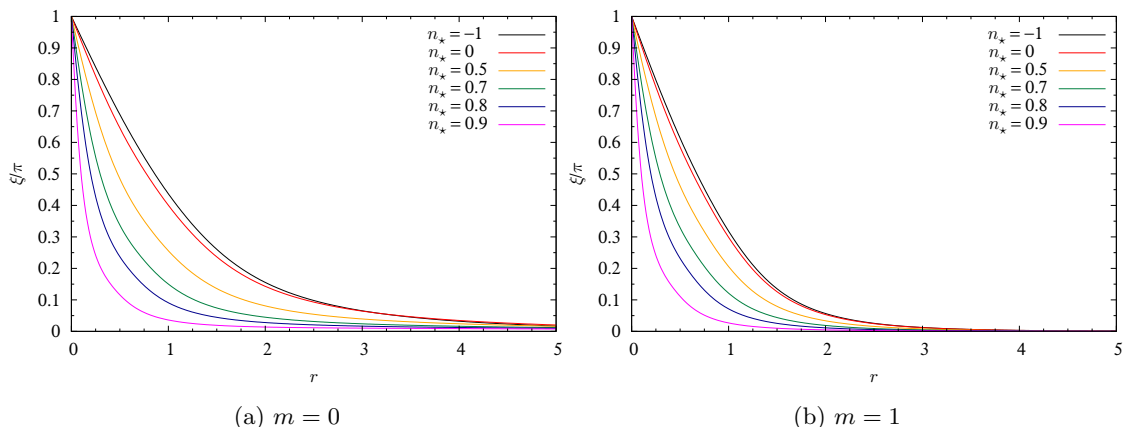 1
0.9
0.8
0.7
0.6
0.5
0.4
0.3
0.2
0.1
0
ξ/π
0 1 2 3 4 5
r
n⋆ = −1
n⋆ = 0
n⋆ = 0.5
n⋆ = 0.7
n⋆ = 0.8
n⋆ = 0.9
(a) m = 0
1
0.9
0.8
0.7
0.6
0.5
0.4
0.3
0.2
0.1
0
ξ/π
0 1 2 3 4 5
r
n⋆ = −1
n⋆ = 0
n⋆ = 0.5
n⋆ = 0.7
n⋆ = 0.8
n⋆ = 0.9
(b) m = 1